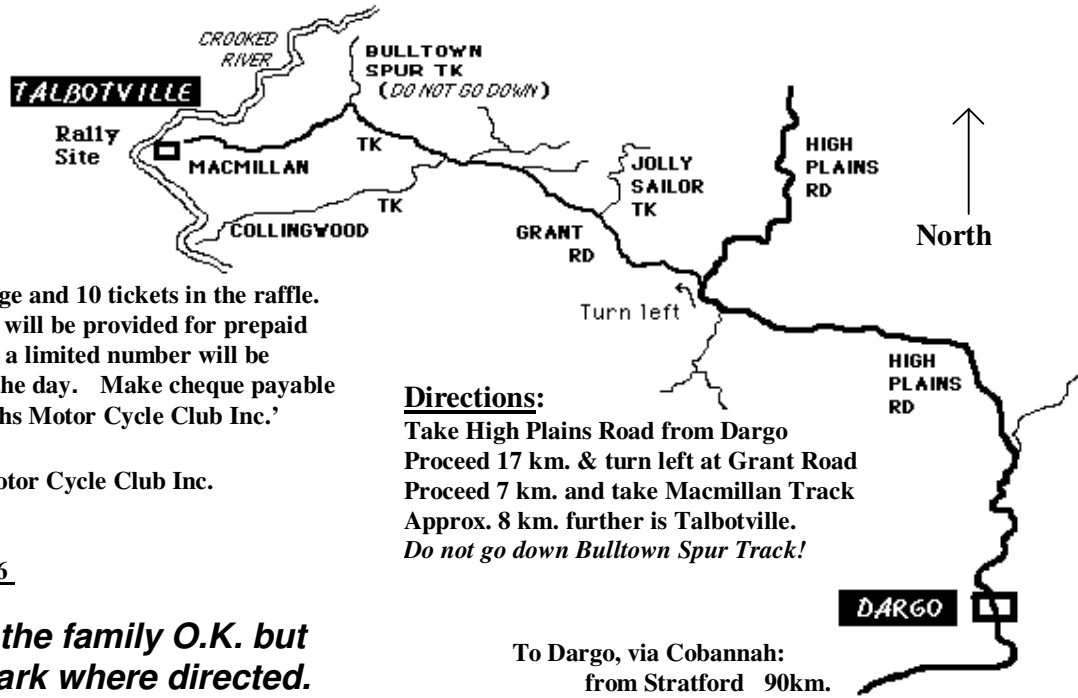 CROOKED
RIVER
BULLTOWN
SPUR TK
(DO NOT GO DOWN)
TALBOTVILLE
Rally
Site
MACMILLAN
TK
COLLINGWOOD
TK
JOLLY
SAILOR
TK
GRANT
RD
HIGH
PLAINS
RD
North
Turn left
HIGH
PLAINS
RD
ge and 10 tickets in the raffle.
will be provided for prepaid
a limited number will be
he day. Make cheque payable
hs Motor Cycle Club Inc.’
otor Cycle Club Inc.
6
the family O.K. but
ark where directed.
Directions:
Take High Plains Road from Dargo
Proceed 17 km. & turn left at Grant Road
Proceed 7 km. and take Macmillan Track
Approx. 8 km. further is Talbotville.
Do not go down Bulltown Spur Track!
DARGO
To Dargo, via Cobannah:
from Stratford 90km.